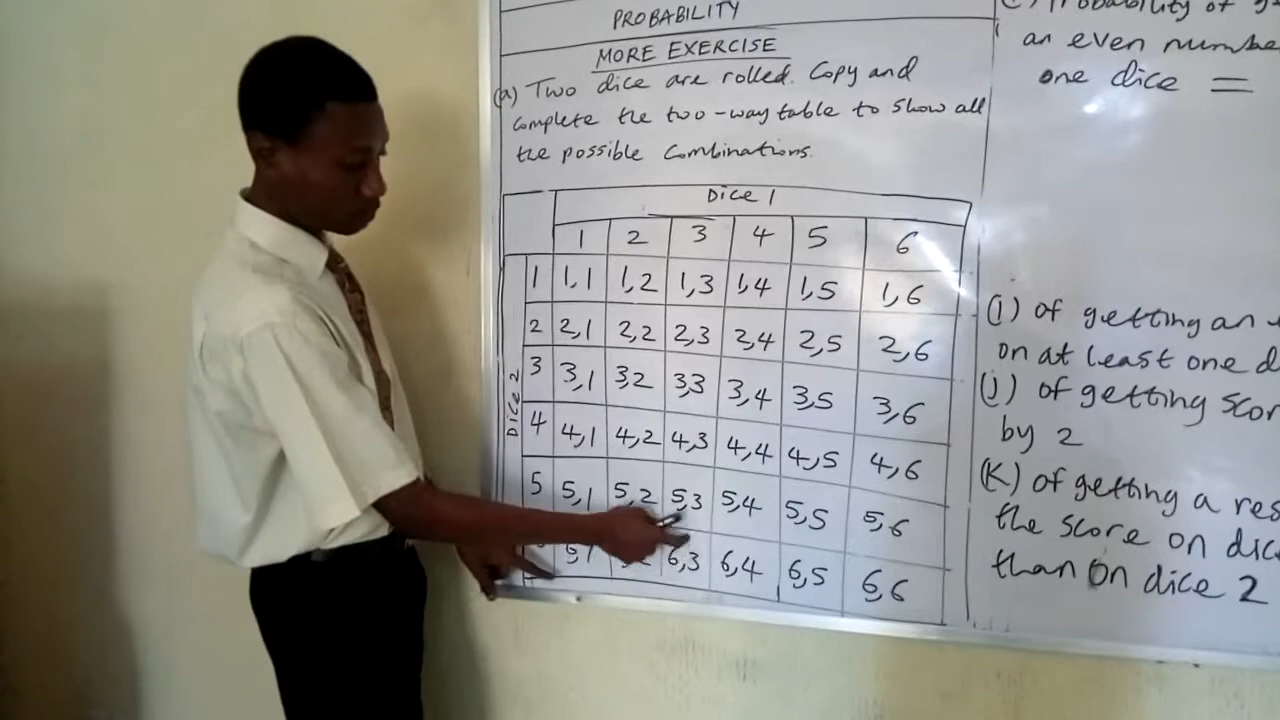 PROBABILITY
MORE EXERCISE
(a) Two dice are rolled. Copy and
complete the two-way table to show all
the possible combinations.
Dice 1
1 2 3 4 5 6
Dice 2
1 1,1 1,2 1,3 1,4 1,5 1,6
2 2,1 2,2 2,3 2,4 2,5 2,6
3 3,1 3,2 3,3 3,4 3,5 3,6
4 4,1 4,2 4,3 4,4 4,5 4,6
5 5,1 5,2 5,3 5,4 5,5 5,6
6,3 6,4 6,5 6,6
Probability of
an even number
one dice =
(i) of getting an
on at least one
(j) of getting
by 2
(K) of getting a
the score on
than on dice 2